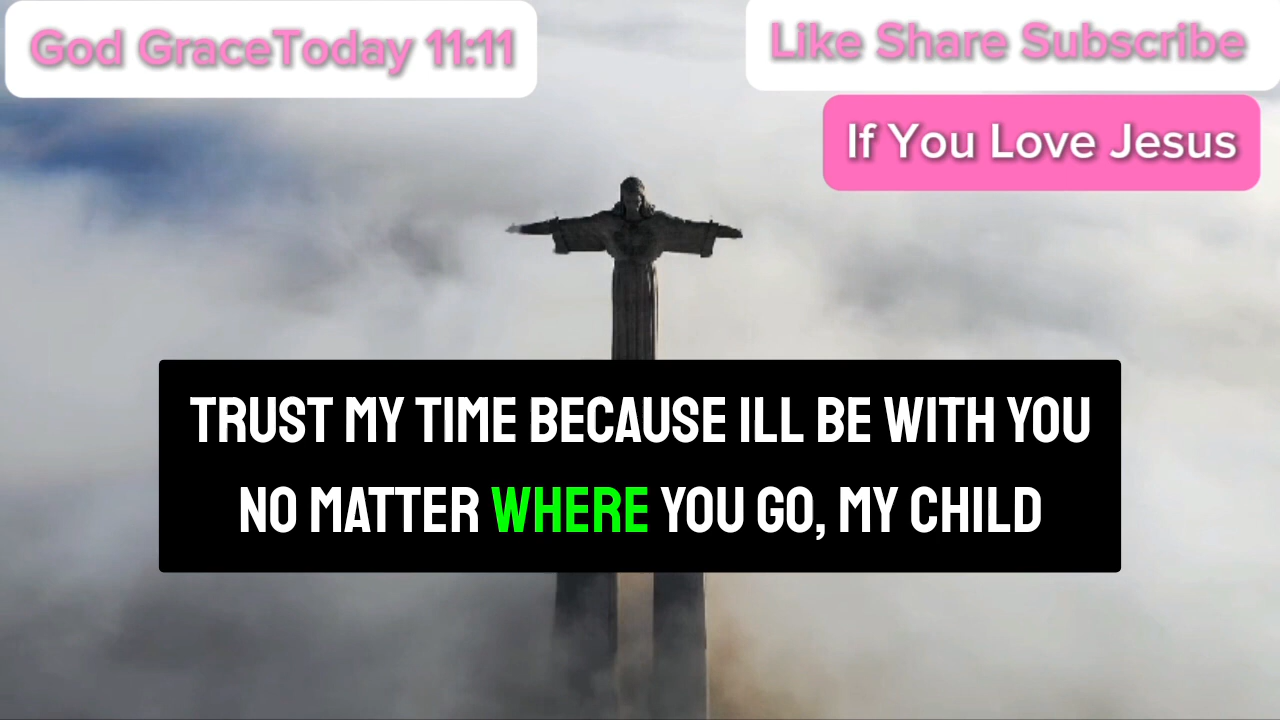 God GraceToday 11:11
Like Share Subscribe
If You Love Jesus
TRUST MY TIME BECAUSE ILL BE WITH YOU
NO MATTER WHERE YOU GO, MY CHILD